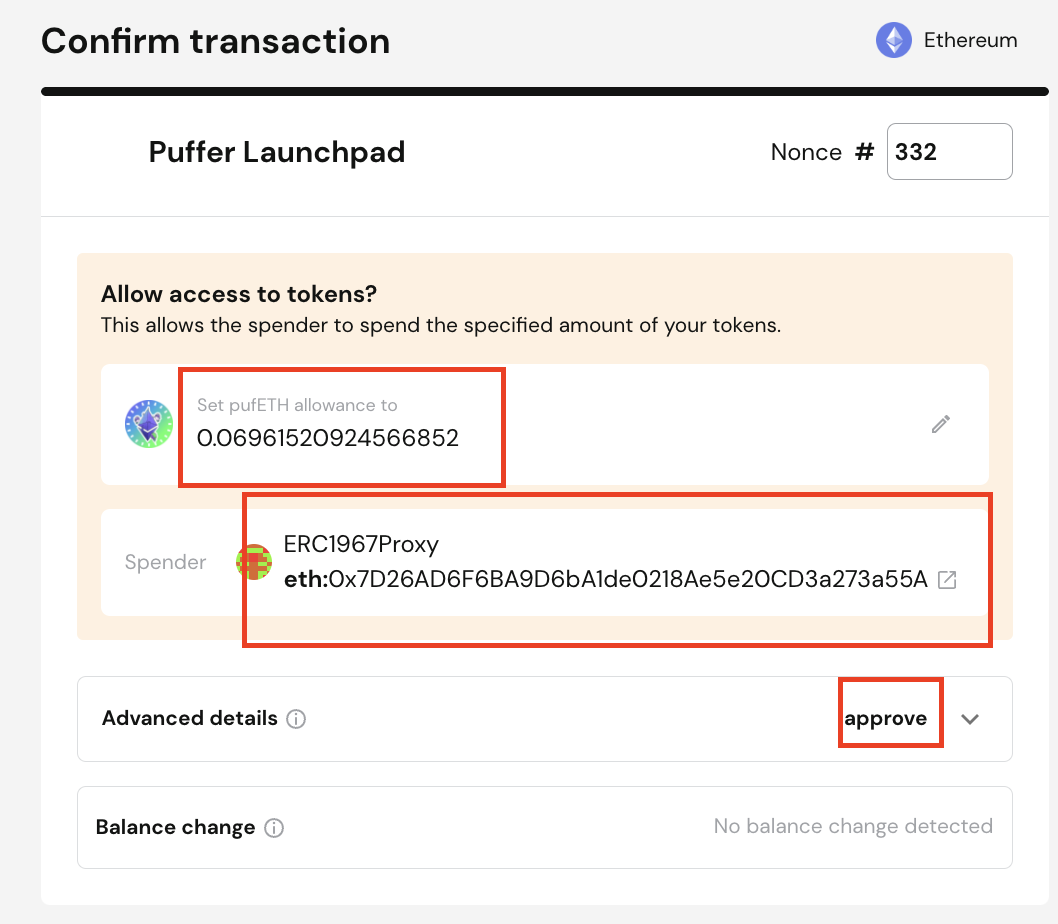 Confirm transaction
Ethereum
Puffer Launchpad
Nonce # 332
Allow access to tokens?
This allows the spender to spend the specified amount of your tokens.
Set pufETH allowance to
0.06961520924566852
Spender
ERC1967Proxy
eth:0x7D26AD6F6BA9D6bA1de0218Ae5e20CD3a273a55A
Advanced details
approve
Balance change
No balance change detected